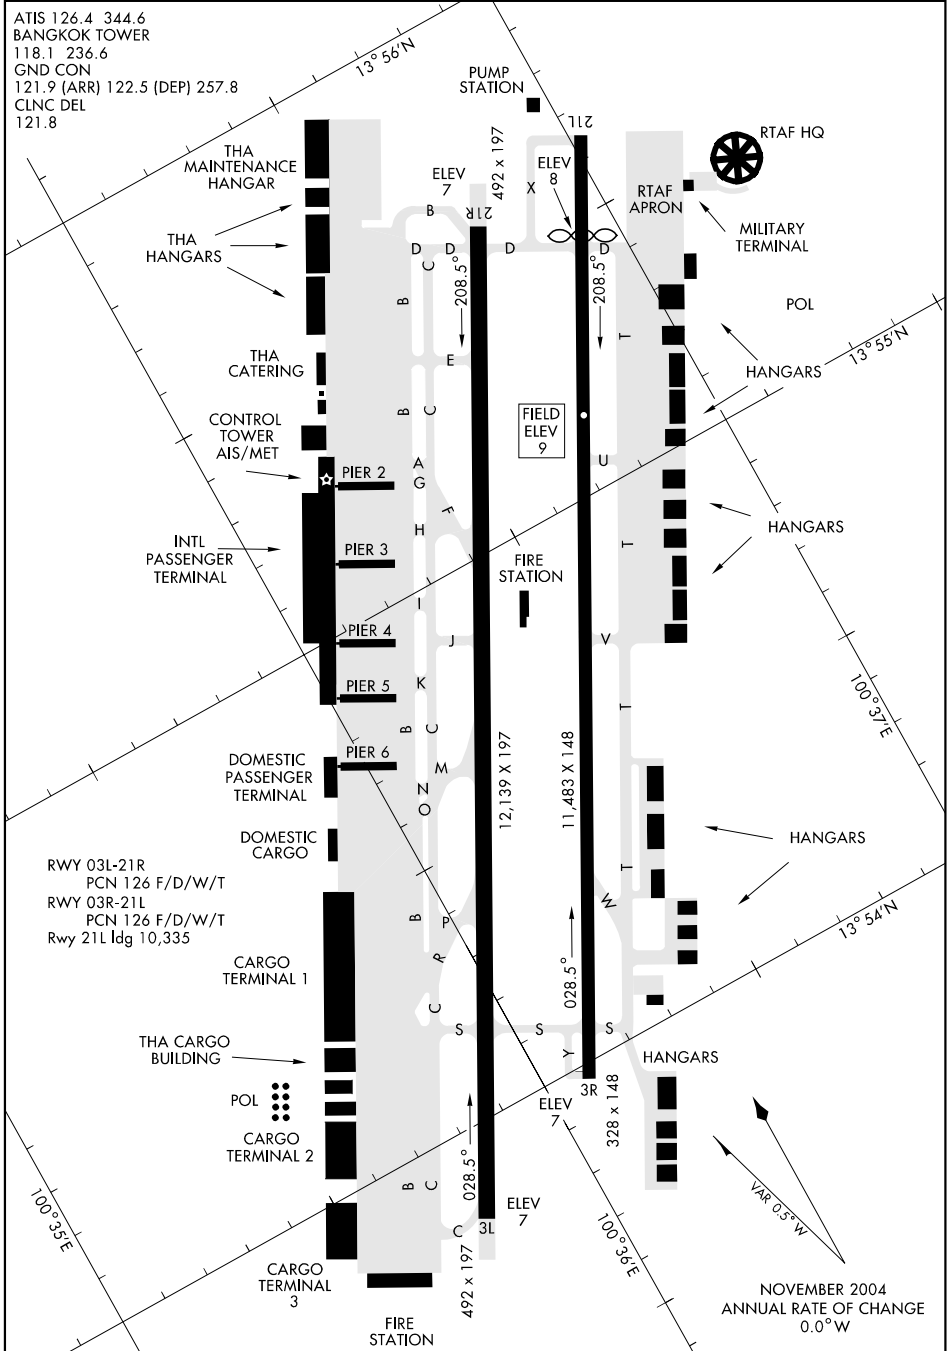 ATIS 126.4 344.6
BANGKOK TOWER
118.1 236.6
GND CON
121.9 (ARR) 122.5 (DEP) 257.8
CLNC DEL
121.8
13°56'N
PUMP
STATION
21L
RTAF HQ
THA
MAINTENANCE
HANGAR
ELEV
7
492 x 197
ELEV
8
X
RTAF
APRON
MILITARY
TERMINAL
B
21R
THA
HANGARS
D
D
D
D
C
B
208.5°
208.5°
POL
T
13°55'N
E
THA
CATERING
HANGARS
B
C
FIELD
ELEV
9
CONTROL
TOWER
AIS/MET
PIER 2
A
G
U
F
H
HANGARS
INTL
PASSENGER
TERMINAL
PIER 3
FIRE
STATION
T
I
PIER 4
J
V
K
PIER 5
100°37'E
T
B
C
DOMESTIC
PASSENGER
TERMINAL
PIER 6
M
N
O
12,139 X 197
11,483 X 148
DOMESTIC
CARGO
HANGARS
RWY 03L-21R
PCN 126 F/D/W/T
RWY 03R-21L
PCN 126 F/D/W/T
Rwy 21L ldg 10,335
T
W
B
P
13°54'N
R
CARGO
TERMINAL 1
028.5°
C
S
S
S
THA CARGO
BUILDING
Y
HANGARS
3R
POL
ELEV
7
328 x 148
CARGO
TERMINAL 2
028.5°
B
C
VAR 0.5° W
100°35'E
ELEV
7
C
3L
100°36'E
492 x 197
CARGO
TERMINAL
3
FIRE
STATION
NOVEMBER 2004
ANNUAL RATE OF CHANGE
0.0° W